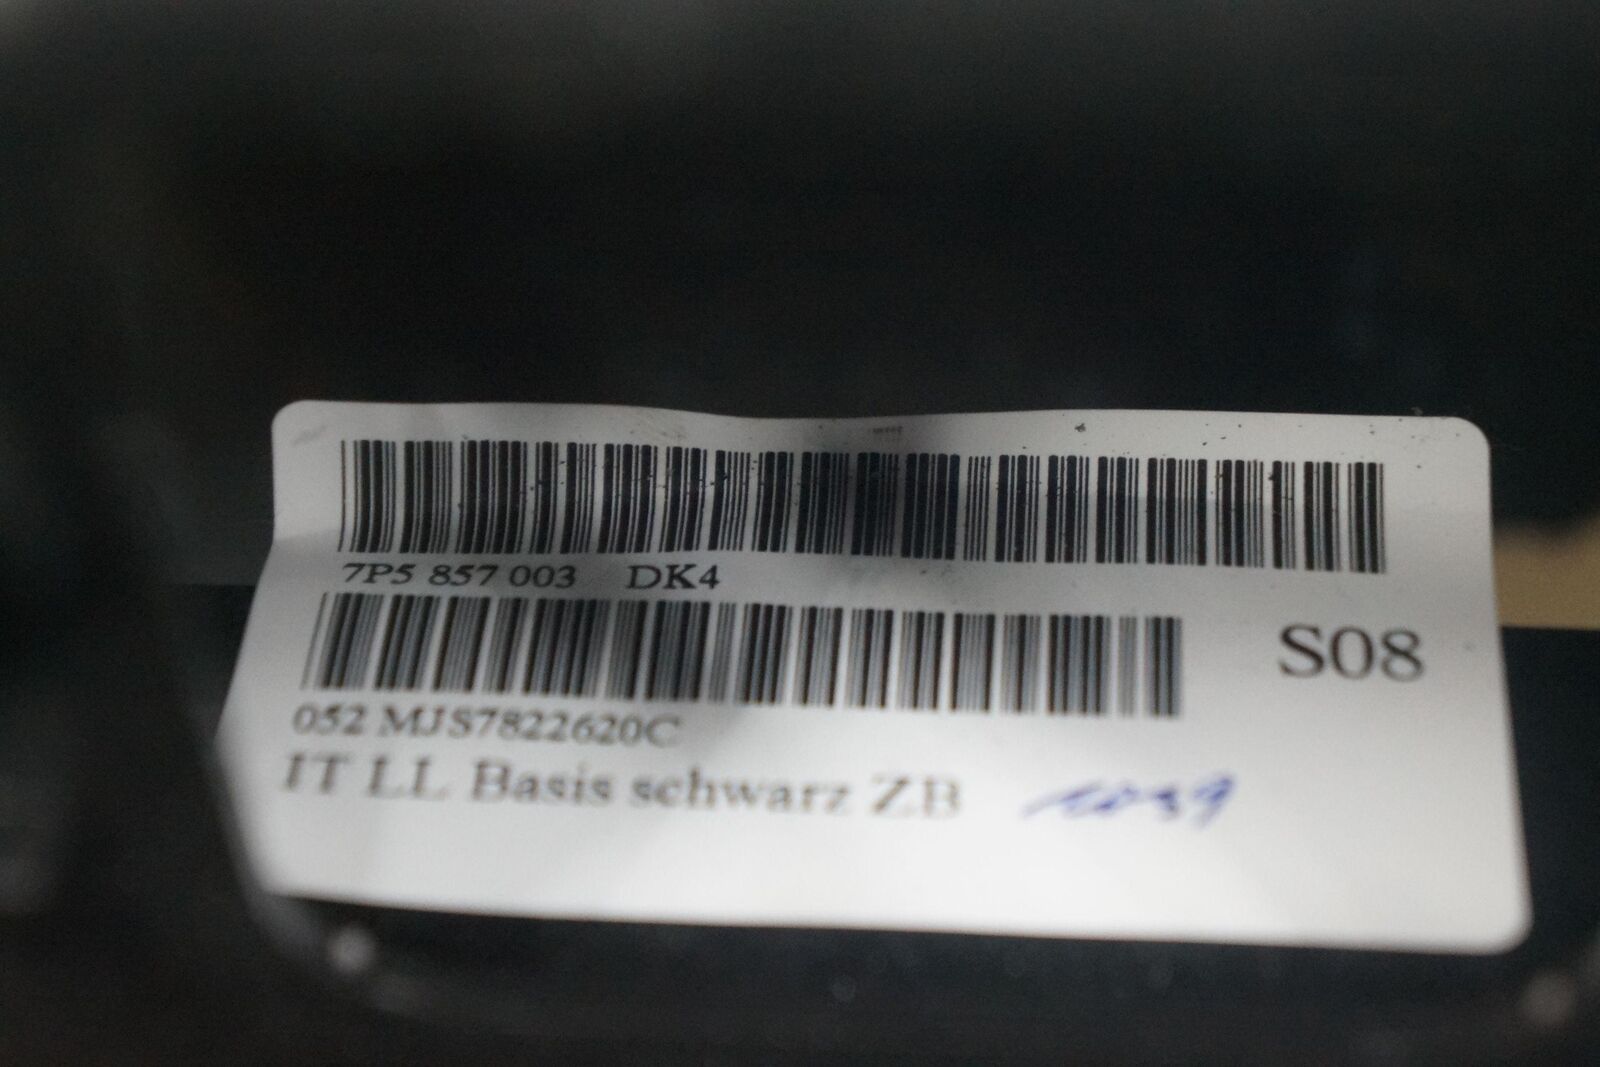 7P5 857 003 DK4
S08
052 MJS7822620C
IT LL Basis schwarz ZB